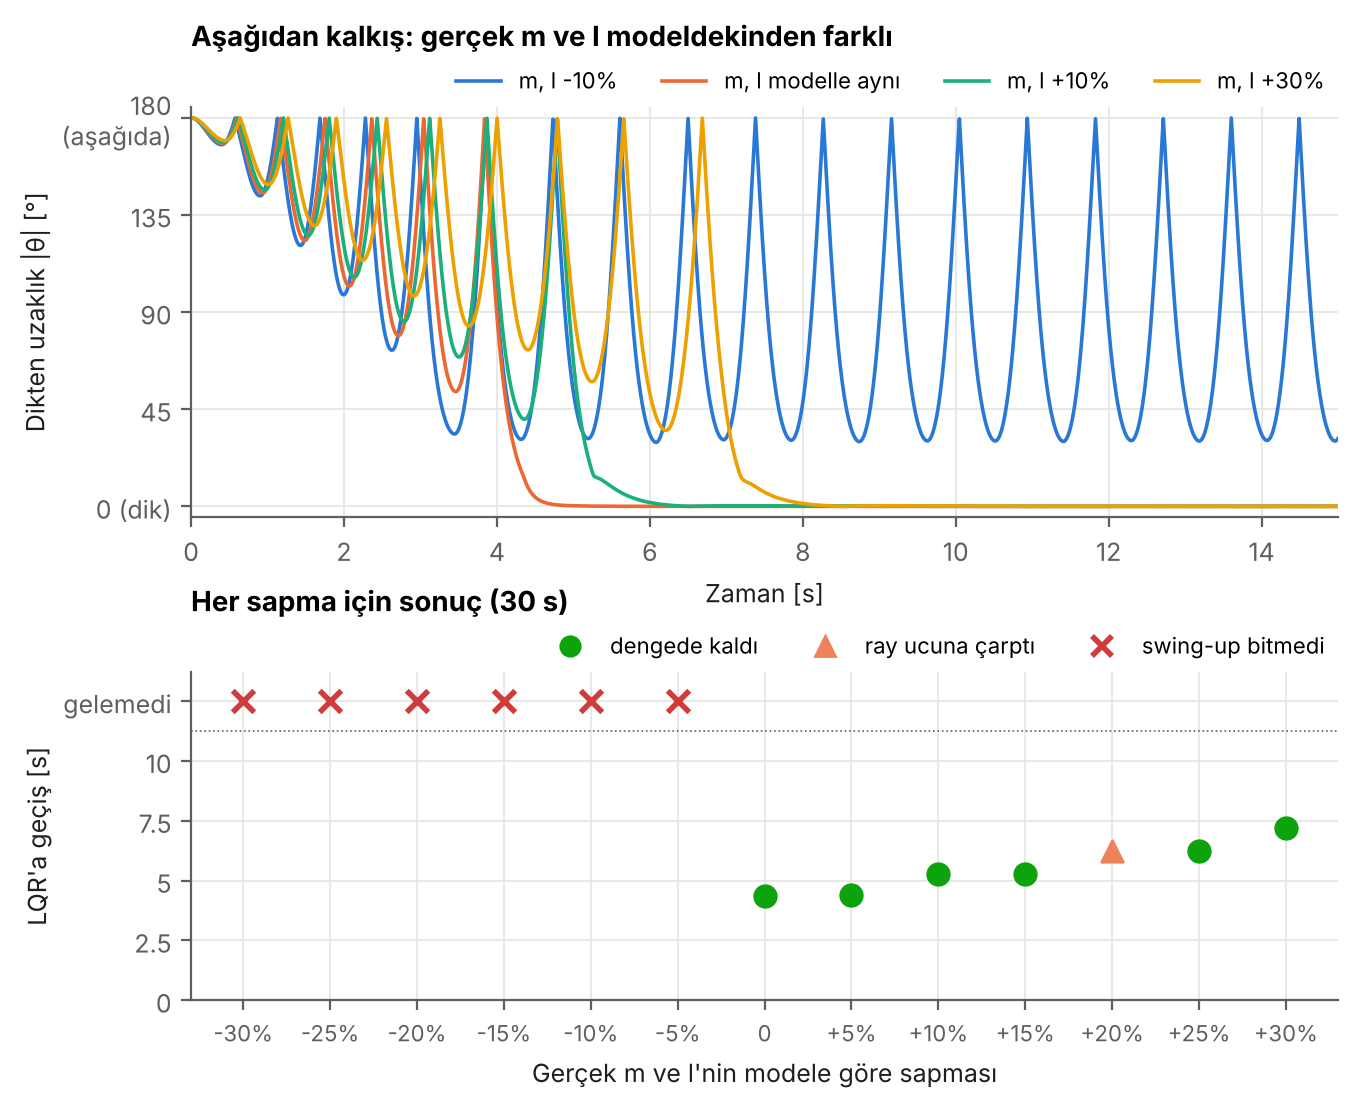 Aşağıdan kalkış: gerçek m ve l modeldekinden farklı
m, l -10%
m, l modelle aynı
m, l +10%
m, l +30%
Dikten uzaklık |θ| [°]
180
(aşağıda)
135
90
45
0 (dik)
0 2 4 6 8 10 12 14
Zaman [s]
Her sapma için sonuç (30 s)
dengede kaldı
ray ucuna çarptı
swing-up bitmedi
LQR'a geçiş [s]
gelemedi
10
7.5
5
2.5
0
-30% -25% -20% -15% -10% -5% 0 +5% +10% +15% +20% +25% +30%
Gerçek m ve l'nin modele göre sapması